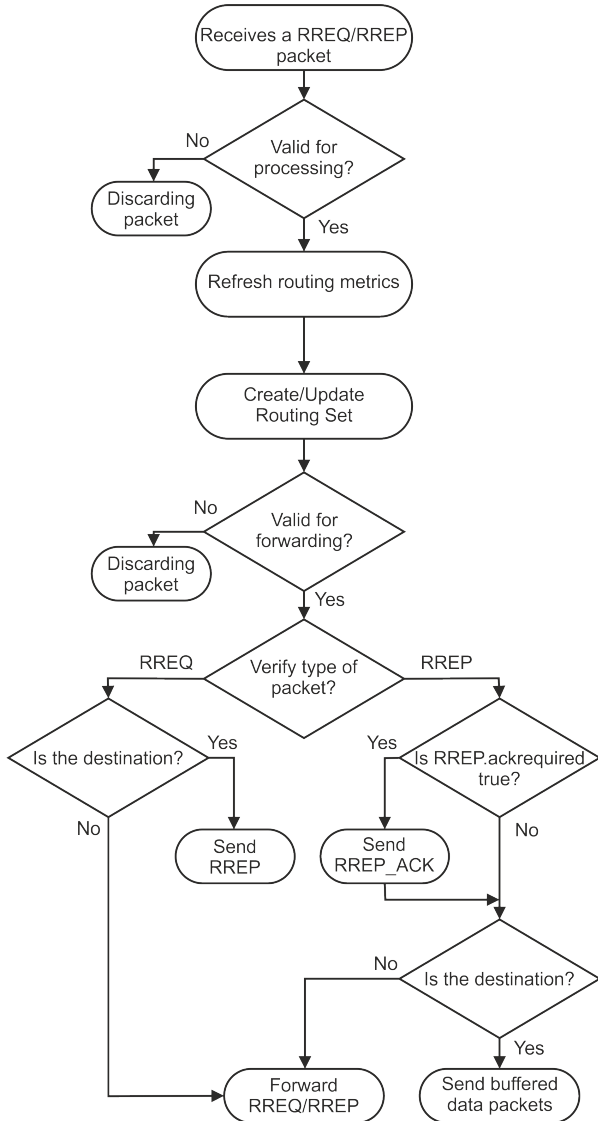 Receives a RREQ/RREP
packet
No
Valid for
processing?
Discarding
packet
Yes
Refresh routing metrics
Create/Update
Routing Set
No
Valid for
forwarding?
Discarding
packet
Yes
RREQ
Verify type of
packet?
RREP
Is the destination?
Yes
Yes
Is RREP.ackrequired
true?
No
Send
RREP
Send
RREP_ACK
No
No
Is the destination?
Yes
Forward
RREQ/RREP
Send buffered
data packets